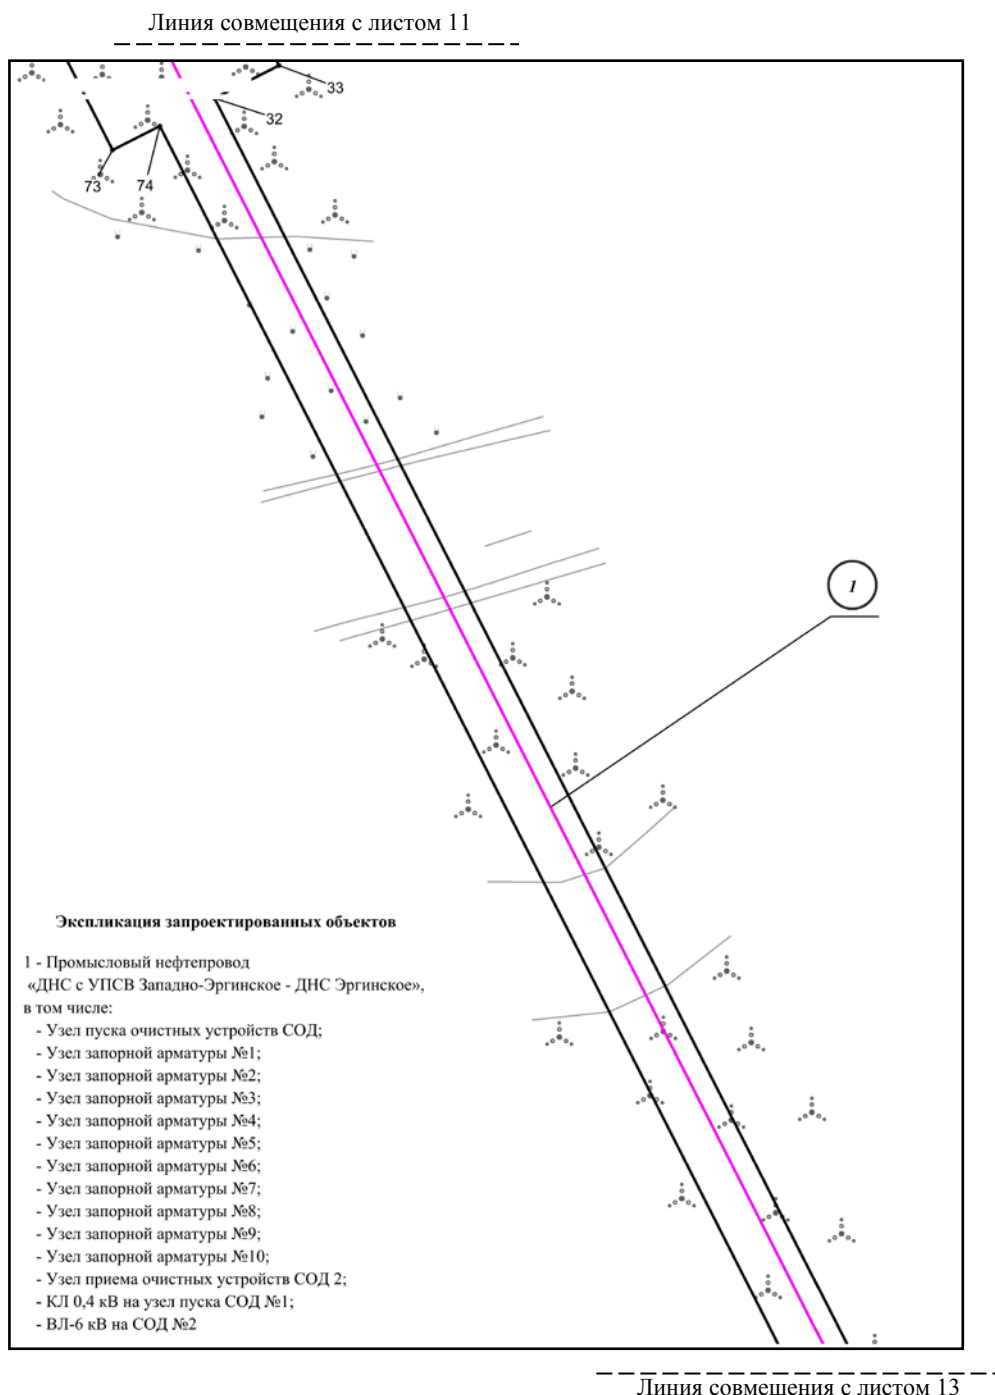 Линия совмещения с листом 11
33
32
73
74
1
Экспликация запроектированных объектов
1 - Промысловый нефтепровод
«ДНС с УПСВ Западно-Эргинское - ДНС Эргинское»,
в том числе:
- Узел пуска очистных устройств СОД;
- Узел запорной арматуры №1;
- Узел запорной арматуры №2;
- Узел запорной арматуры №3;
- Узел запорной арматуры №4;
- Узел запорной арматуры №5;
- Узел запорной арматуры №6;
- Узел запорной арматуры №7;
- Узел запорной арматуры №8;
- Узел запорной арматуры №9;
- Узел запорной арматуры №10;
- Узел приема очистных устройств СОД 2;
- КЛ 0,4 кВ на узел пуска СОД №1;
- ВЛ-6 кВ на СОД №2
Линия совмещения с листом 13